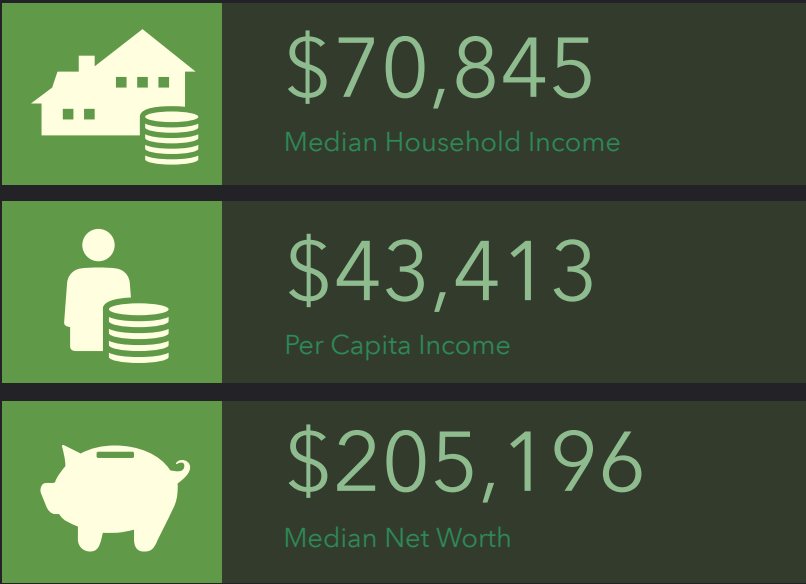 $70,845
Median Household Income
$43,413
Per Capita Income
$205,196
Median Net Worth